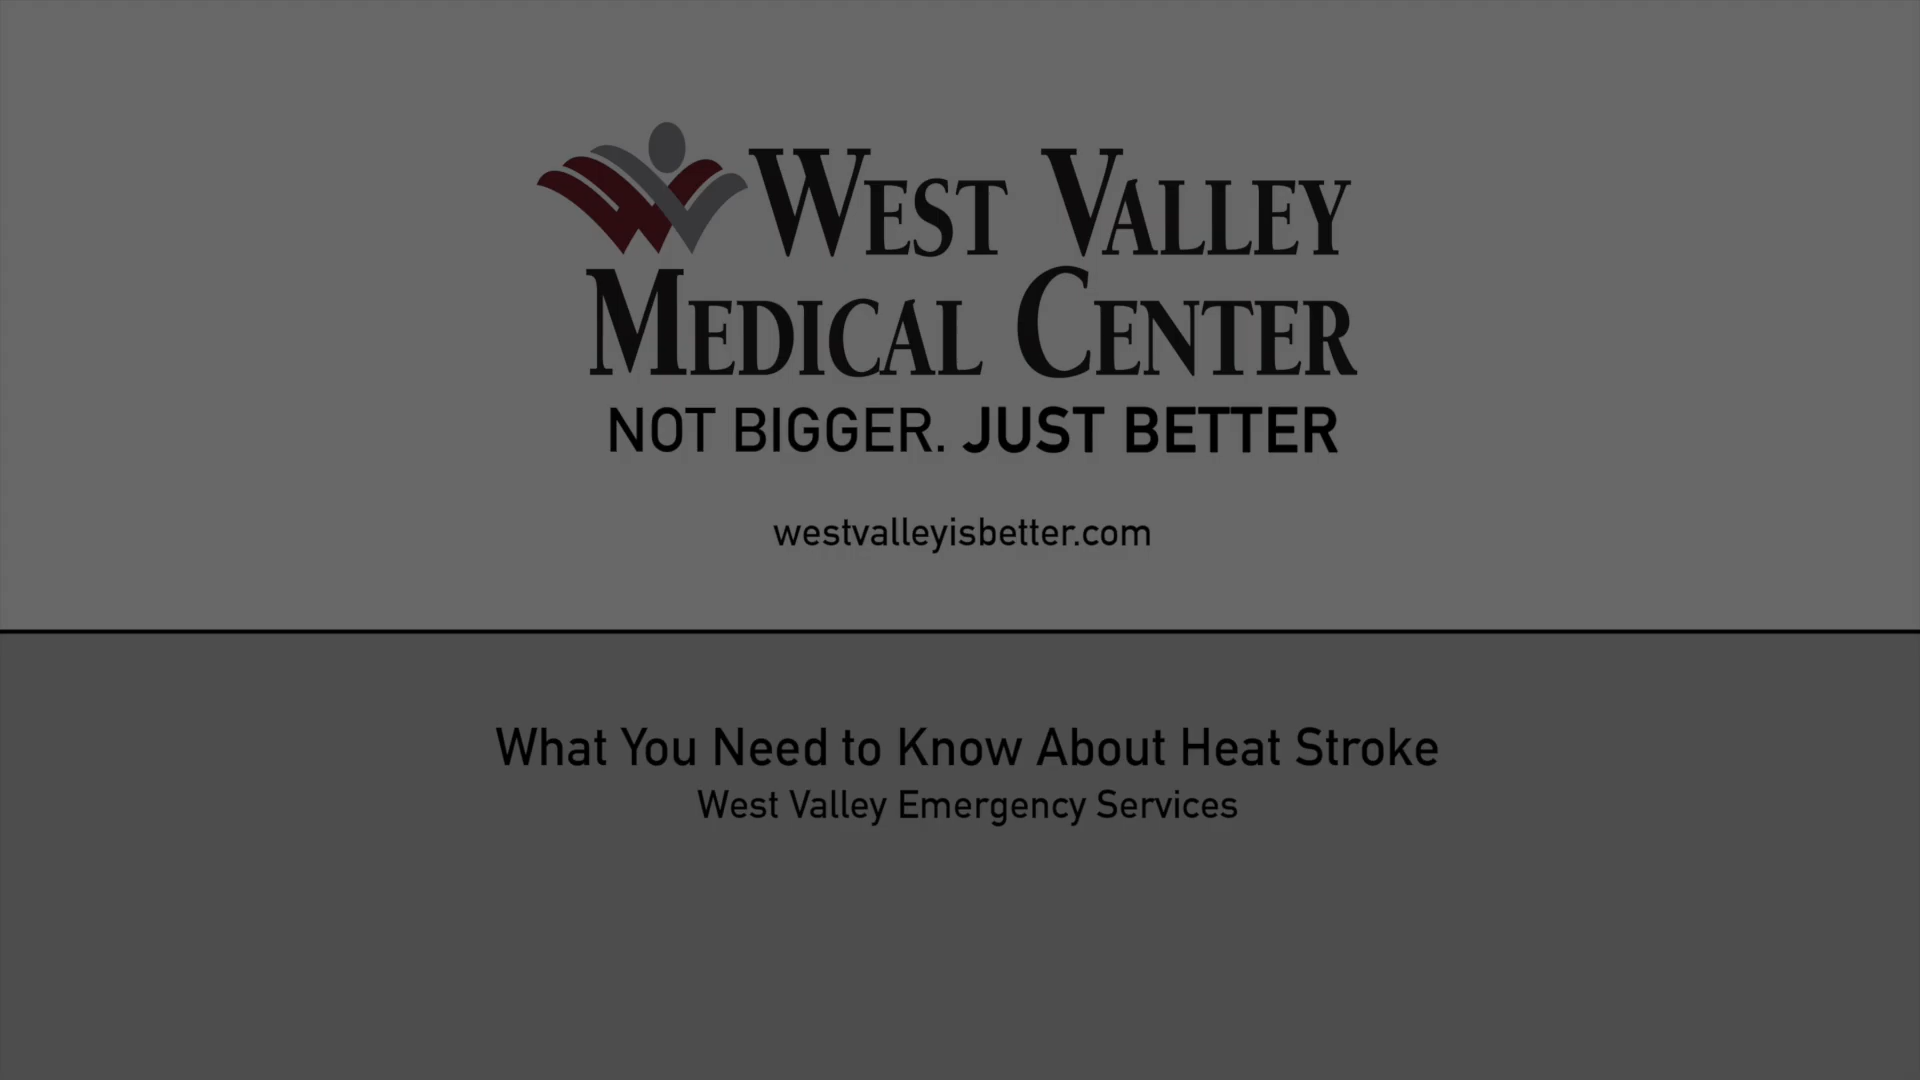 WEST VALLEY
MEDICAL CENTER
NOT BIGGER. JUST BETTER
westvalleyisbetter.com
What You Need to Know About Heat Stroke
West Valley Emergency Services